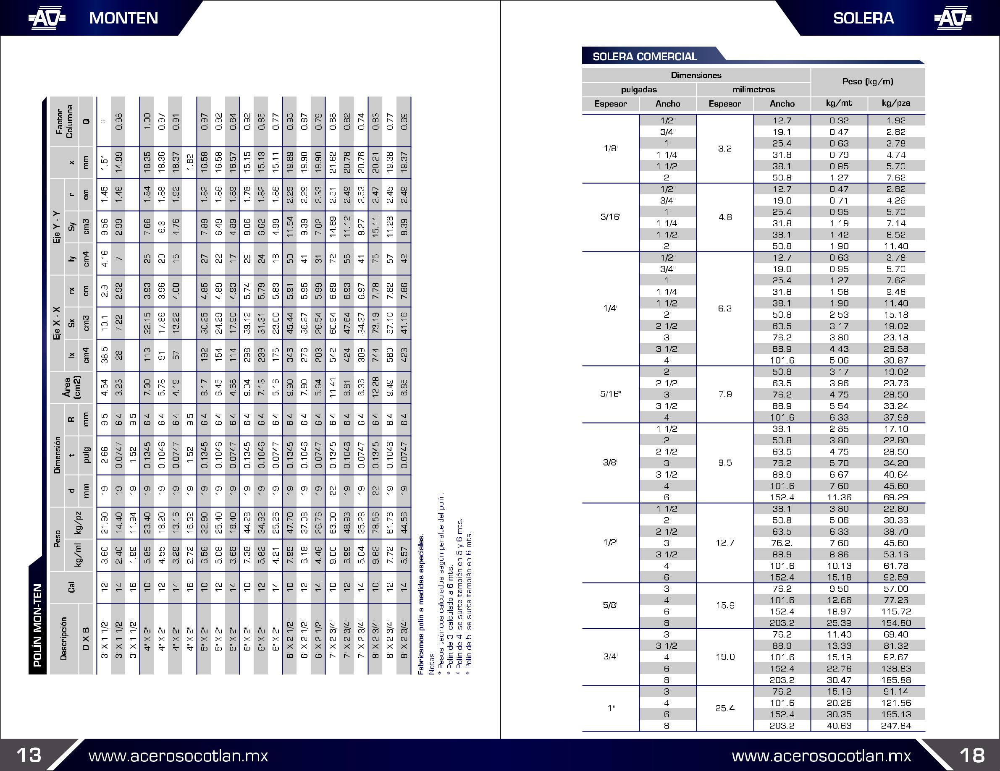 MONTEN
POLÍN MON-TEN
Descripción Cal Peso Dimensión Área (cm2) Eje X - X Eje Y - Y x Factor Columna
kg/ml kg/pz d t R Ix Sx rx Iy Sy r
D X B mm pulg mm cm4 cm3 cm cm4 cm3 cm mm Q
3" X 1 1/2" 12 3.60 21.60 19 2.66 9.5 4.54 38.5 10.1 2.9 4.16 9.56 1.45 1.51 *
3" X 1 1/2" 14 2.40 14.40 19 0.0747 6.4 3.23 28 7.22 2.92 7 2.99 1.46 14.99 0.98
3" X 1 1/2" 16 1.99 11.94 19 1.52 9.5
4" X 2" 10 5.85 23.40 19 0.1345 6.4 7.30 113 22.15 3.93 25 7.66 1.84 18.35 1.00
4" X 2" 12 4.55 18.20 19 0.1046 6.4 5.78 91 17.86 3.96 20 6.3 1.88 18.36 0.97
4" X 2" 14 3.29 13.16 19 0.0747 6.4 4.19 67 13.22 4.00 15 4.76 1.92 18.37 0.91
4" X 2" 16 2.72 16.32 19 1.52 9.5 1.82
5" X 2" 10 6.56 32.80 19 0.1345 6.4 8.17 192 30.25 4.85 27 7.89 1.82 16.58 0.97
5" X 2" 12 5.08 25.40 19 0.1046 6.4 6.45 154 24.29 4.89 22 6.49 1.86 16.58 0.92
5" X 2" 14 3.68 18.40 19 0.0747 6.4 4.68 114 17.90 4.93 17 4.89 1.89 16.57 0.84
6" X 2" 10 7.38 44.28 19 0.1345 6.4 9.04 298 39.12 5.74 29 8.06 1.78 15.15 0.92
6" X 2" 12 5.82 34.92 19 0.1046 6.4 7.13 239 31.31 5.79 24 6.62 1.82 15.13 0.85
6" X 2" 14 4.21 25.26 19 0.0747 6.4 5.16 175 23.00 5.83 18 4.99 1.86 15.11 0.77
6" X 2 1/2" 10 7.95 47.70 19 0.1345 6.4 9.90 346 45.44 5.91 50 11.54 2.25 19.89 0.93
6" X 2 1/2" 12 6.18 37.08 19 0.1046 6.4 7.80 276 36.27 5.95 41 9.39 2.29 19.90 0.87
6" X 2 1/2" 14 4.46 26.76 19 0.0747 6.4 5.64 203 26.54 5.99 31 7.02 2.33 19.90 0.79
7" X 2 3/4" 10 9.00 63.00 22 0.1345 6.4 11.41 542 60.94 6.89 72 14.89 2.51 21.62 0.88
7" X 2 3/4" 12 6.99 48.93 19 0.1046 6.4 8.81 424 47.64 6.93 55 11.12 2.49 20.76 0.82
7" X 2 3/4" 14 5.04 35.28 19 0.0747 6.4 6.36 309 34.37 6.97 41 8.27 2.53 20.76 0.74
8" X 2 3/4" 10 9.82 78.56 22 0.1345 6.4 12.28 744 73.19 7.78 75 15.11 2.47 20.21 0.83
8" X 2 3/4" 12 7.72 61.76 19 0.1046 6.4 9.49 580 57.10 7.82 57 11.28 2.45 19.38 0.77
8" X 2 3/4" 14 5.57 44.56 19 0.0747 6.4 6.85 423 41.16 7.86 42 8.39 2.49 19.37 0.69
Fabricamos polín a medidas especiales.
Notas:
* Pesos teóricos calculados según peralte del polín.
* Polín de 3' calculado a 6 mts.
* Polín de 4' se surte también en 5 y 6 mts.
* Polín de 5' se surte también en 6 mts.
13 www.acerosocotlan.mx
SOLERA
SOLERA COMERCIAL
Dimensiones Peso (kg/m)
pulgadas milimetros
Espesor Ancho Espesor Ancho kg/mt kg/pza
1/8" 3.2
1/2" 12.7 0.32 1.92
3/4" 19.1 0.47 2.82
1" 25.4 0.63 3.78
1 1/4' 31.8 0.79 4.74
1 1/2' 38.1 0.95 5.70
2" 50.8 1.27 7.62
3/16" 4.8
1/2" 12.7 0.47 2.82
3/4" 19.0 0.71 4.26
1" 25.4 0.95 5.70
1 1/4' 31.8 1.19 7.14
1 1/2' 38.1 1.42 8.52
2" 50.8 1.90 11.40
1/4" 6.3
1/2" 12.7 0.63 3.78
3/4" 19.0 0.95 5.70
1" 25.4 1.27 7.62
1 1/4' 31.8 1.58 9.48
1 1/2' 38.1 1.90 11.40
2" 50.8 2.53 15.18
2 1/2' 63.5 3.17 19.02
3" 76.2 3.80 23.18
3 1/2' 88.9 4.43 26.58
4" 101.6 5.06 30.87
5/16" 7.9
2" 50.8 3.17 19.02
2 1/2' 63.5 3.96 23.76
3" 76.2 4.75 28.50
3 1/2' 88.9 5.54 33.24
4" 101.6 6.33 37.98
3/8" 9.5
1 1/2' 38.1 2.85 17.10
2" 50.8 3.80 22.80
2 1/2' 63.5 4.75 28.50
3" 76.2 5.70 34.20
3 1/2' 88.9 6.67 40.64
4" 101.6 7.60 45.60
6" 152.4 11.36 69.29
1/2" 12.7
1 1/2' 38.1 3.80 22.80
2" 50.8 5.06 30.36
2 1/2' 63.5 6.33 38.70
3" 76.2. 7.60 45.60
3 1/2' 88.9 8.86 53.16
4" 101.6 10.13 61.78
6" 152.4 15.18 92.59
5/8" 15.9
3" 76.2 9.50 57.00
4" 101.6 12.66 77.26
6" 152.4 18.97 115.72
8" 203.2 25.39 154.80
3/4" 19.0
3" 76.2 11.40 69.40
3 1/2' 88.9 13.33 81.32
4" 101.6 15.19 92.67
6" 152.4 22.76 138.83
8" 203.2 30.47 185.88
1" 25.4
3" 76.2 15.19 91.14
4" 101.6 20.26 121.56
6" 152.4 30.35 185.13
8" 203.2 40.63 247.84
www.acerosocotlan.mx 18